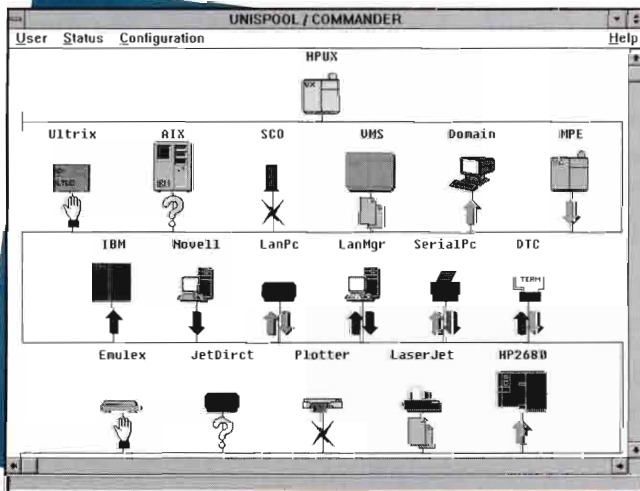 UNISPOOL / COMMANDER
User Status Configuration Help
HPUX
Ultrix AIX SCO VMS Domain MPE
IBM Novell LanPc LanMgr SerialPc DTC
TERM
Emulex JetDirct Plotter LaserJet HP2680